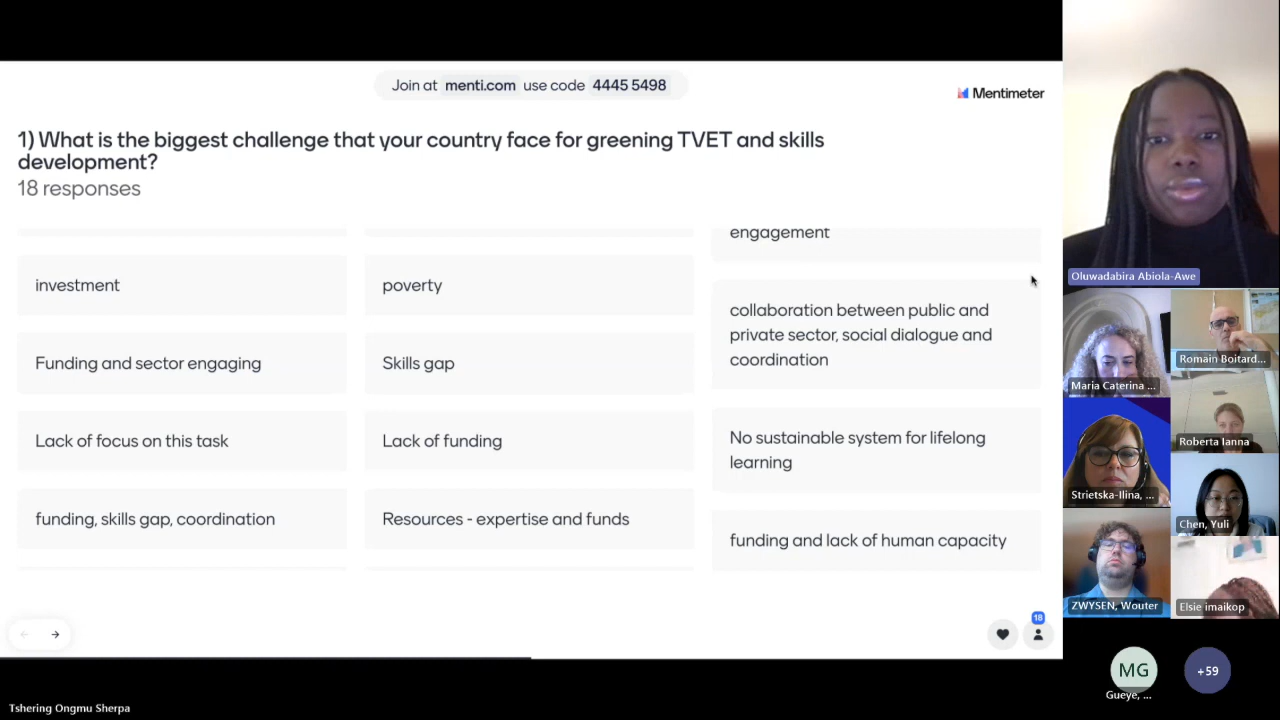 Join at menti.com use code 4445 5498
Mentimeter
1) What is the biggest challenge that your country face for greening TVET and skills
development?
18 responses
investment
Funding and sector engaging
Lack of focus on this task
funding, skills gap, coordination
poverty
Skills gap
Lack of funding
Resources - expertise and funds
engagement
collaboration between public and
private sector, social dialogue and
coordination
No sustainable system for lifelong
learning
funding and lack of human capacity
18
Oluwadabira Abiola-Awe
Maria Caterina ...
Romain Boitard...
Strietska-Ilina, ...
Roberta Ianna
Chen, Yuli
ZWYSEN, Wouter
Elsie imaikop
MG
+59
Gueye, ...
Tshering Ongmu Sherpa